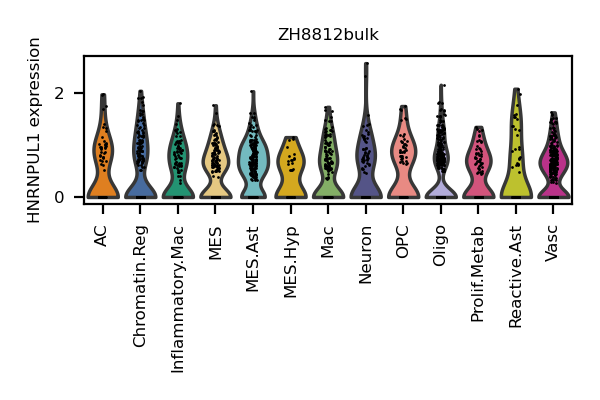 ZH8812bulk
HNRNPUL1 expression
2
0
AC
Chromatin.Reg
Inflammatory.Mac
MES
MES.Ast
MES.Hyp
Mac
Neuron
OPC
Oligo
Prolif.Metab
Reactive.Ast
Vasc